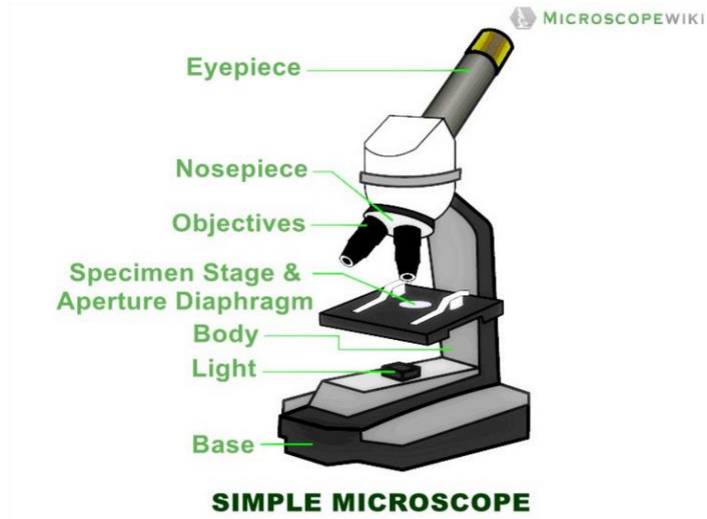 MICROSCOPEWIKI
Eyepiece
Nosepiece
Objectives
Specimen Stage &
Aperture Diaphragm
Body
Light
Base
SIMPLE MICROSCOPE